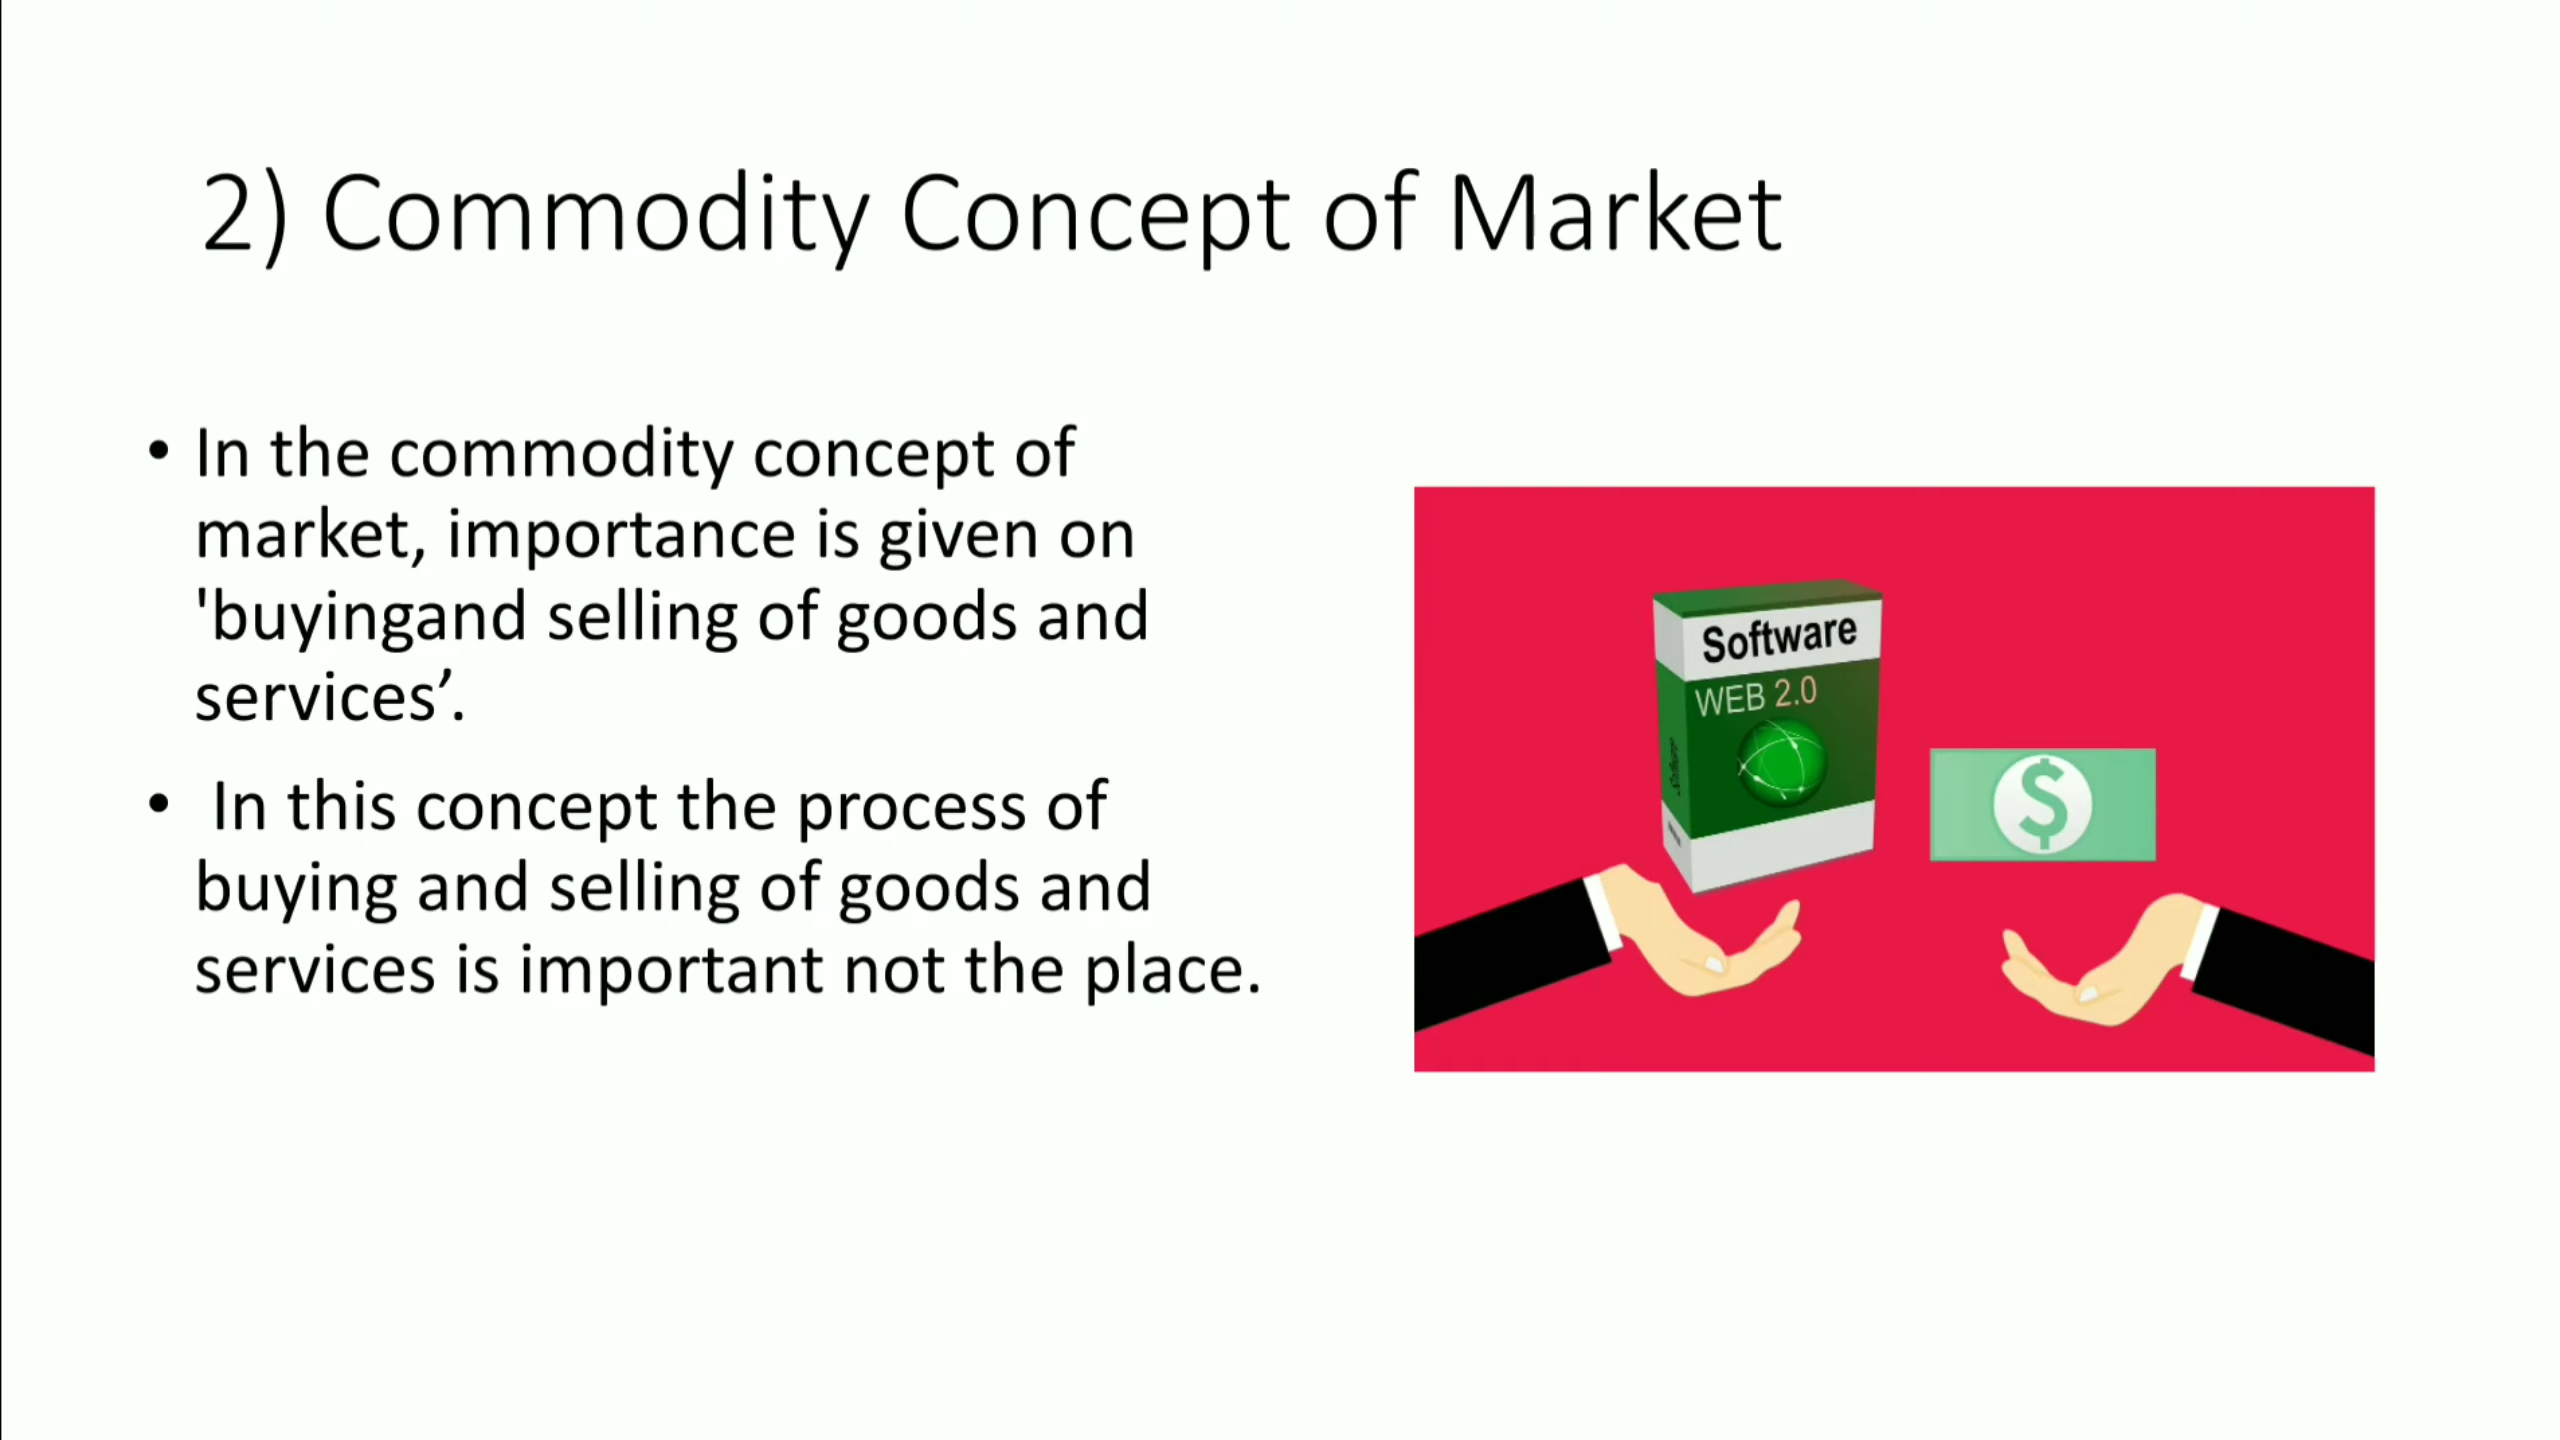 2) Commodity Concept of Market
• In the commodity concept of
market, importance is given on
'buyingand selling of goods and
services’.
• In this concept the process of
buying and selling of goods and
services is important not the place.
Software
WEB 2.0
Software
$